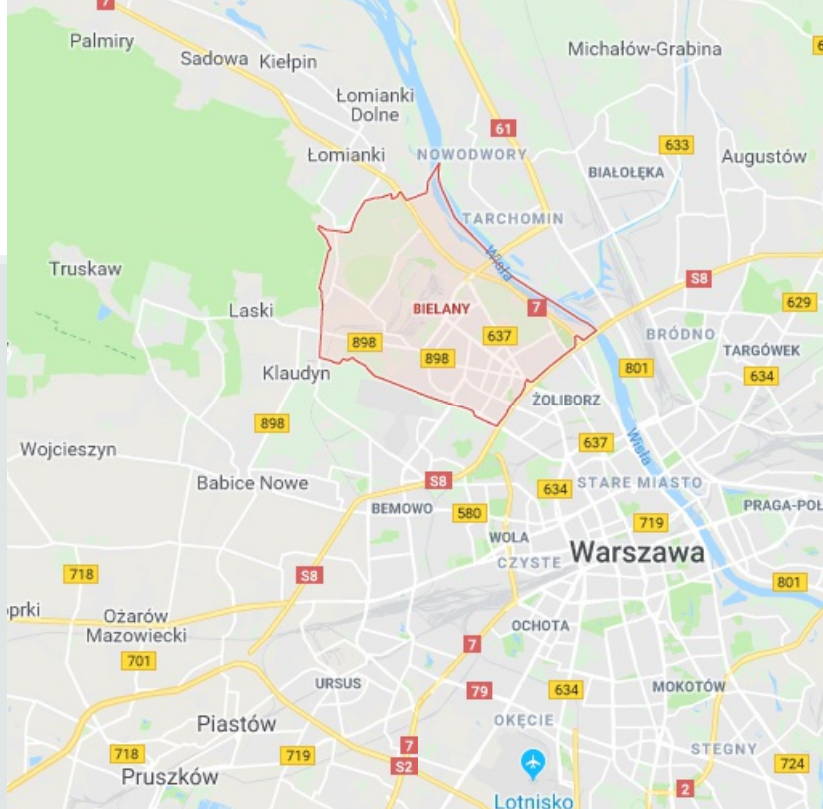 7
Palmiry
Sadowa
Kiełpin
Michałów-Grabina
Łomianki
Dolne
61
633
Łomianki
NOWODWORY
Augustów
BIAŁOŁĘKA
TARCHOMIN
Wisła
Truskaw
S8
629
Laski
BIELANY
7
637
BRÓDNO
898
898
TARGÓWEK
Klaudyn
801
634
ŻOLIBORZ
898
637
Wisła
Wojcieszyn
Babice Nowe
S8
634
STARE MIASTO
BEMOWO
580
PRAGA-POŁ
719
WOLA
CZYSTE
Warszawa
718
S8
801
oprki
Ożarów
Mazowiecki
OCHOTA
7
701
URSUS
79
634
MOKOTÓW
Piastów
OKĘCIE
718
719
7
S2
STEGNY
724
Pruszków
2
Lotnisko